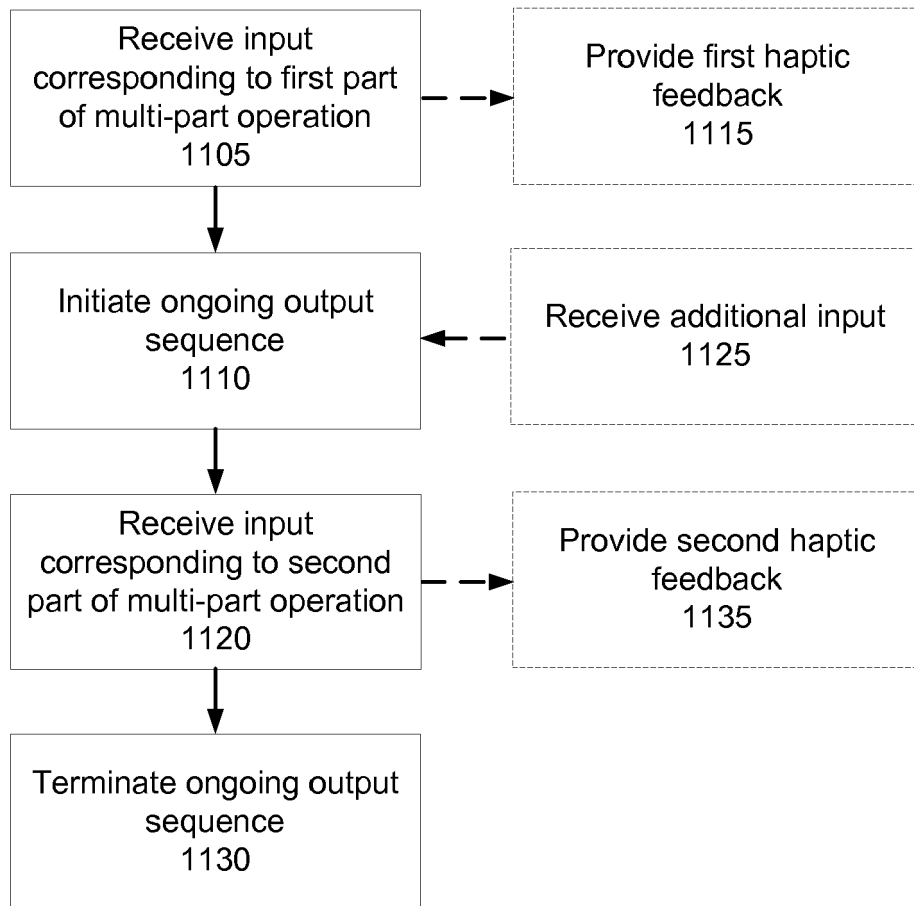 Receive input
corresponding to first part
of multi-part operation
1105
Provide first haptic
feedback
1115
Initiate ongoing output
sequence
1110
Receive additional input
1125
Receive input
corresponding to second
part of multi-part operation
1120
Provide second haptic
feedback
1135
Terminate ongoing output
sequence
1130